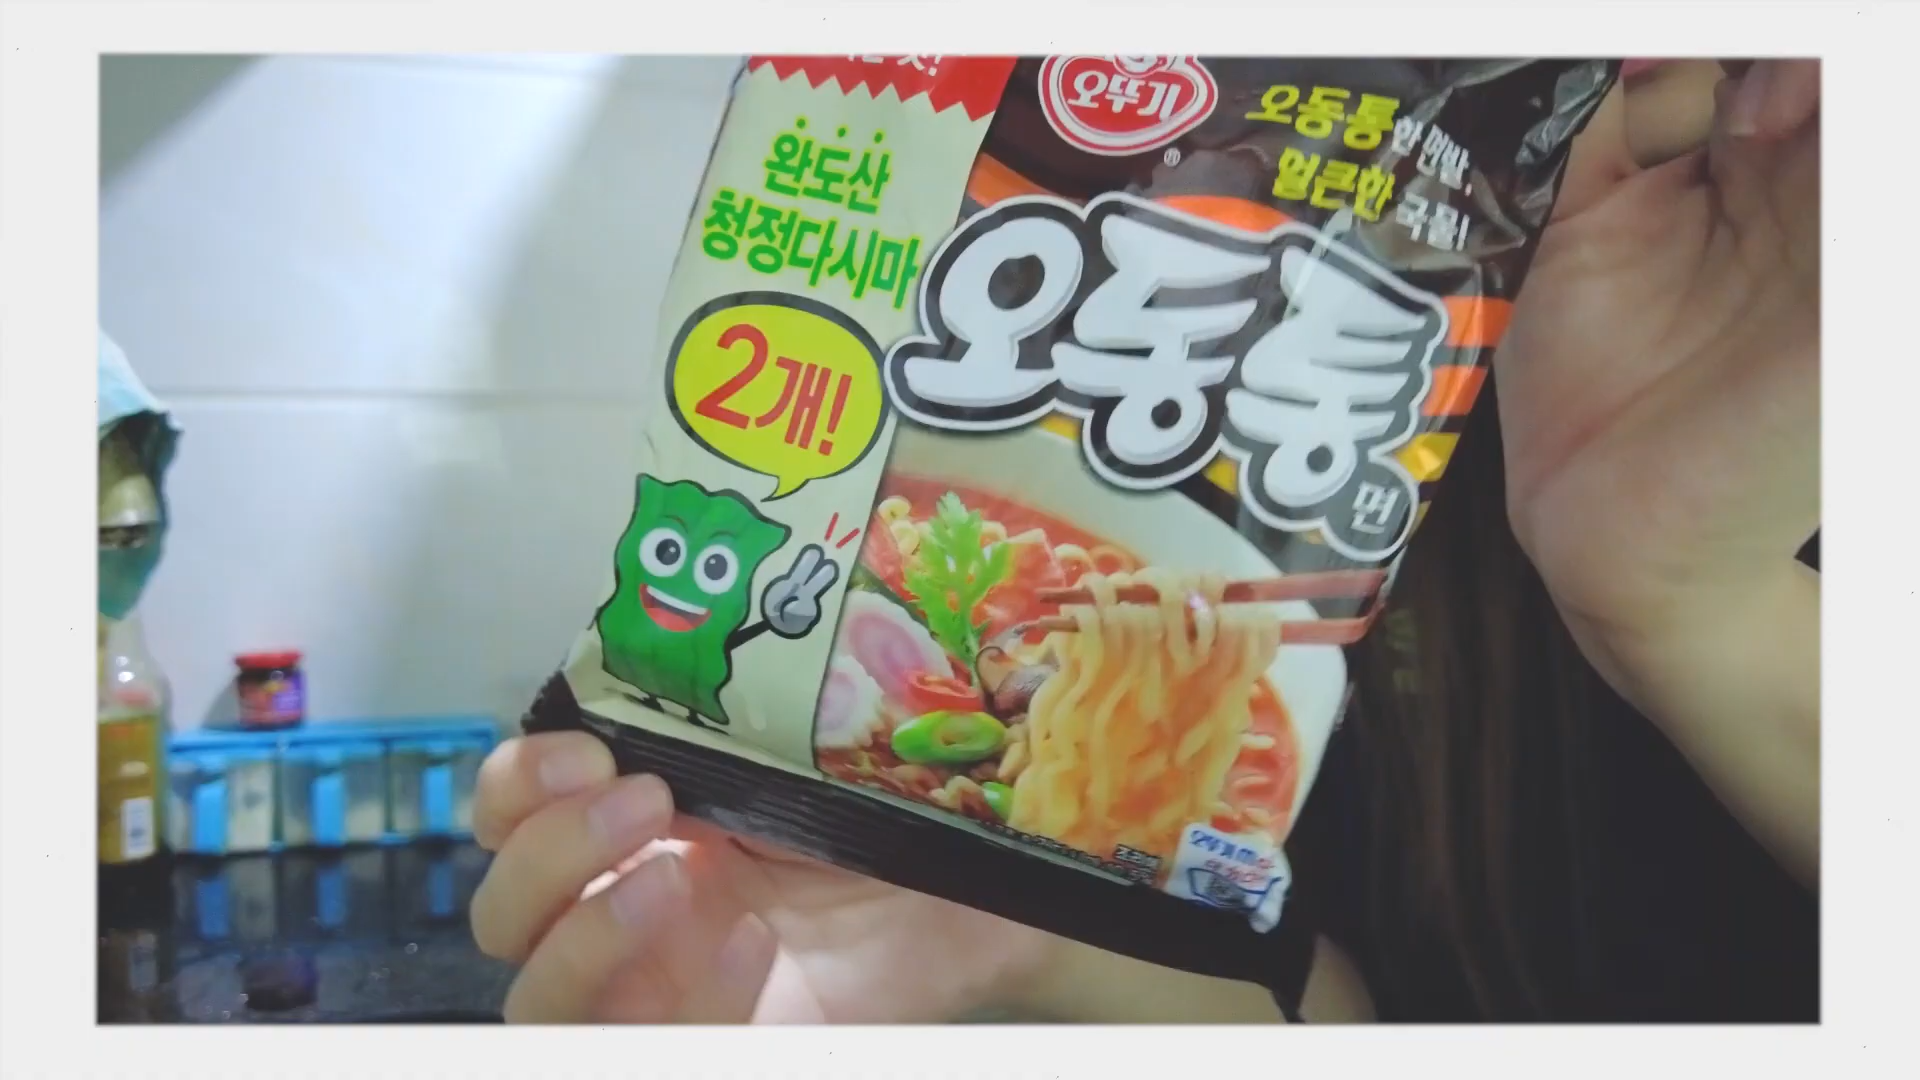 오뚜기
완도산
청정다시마
2개!
오동통한 면발,
얼큰한 국물!
오동통
면